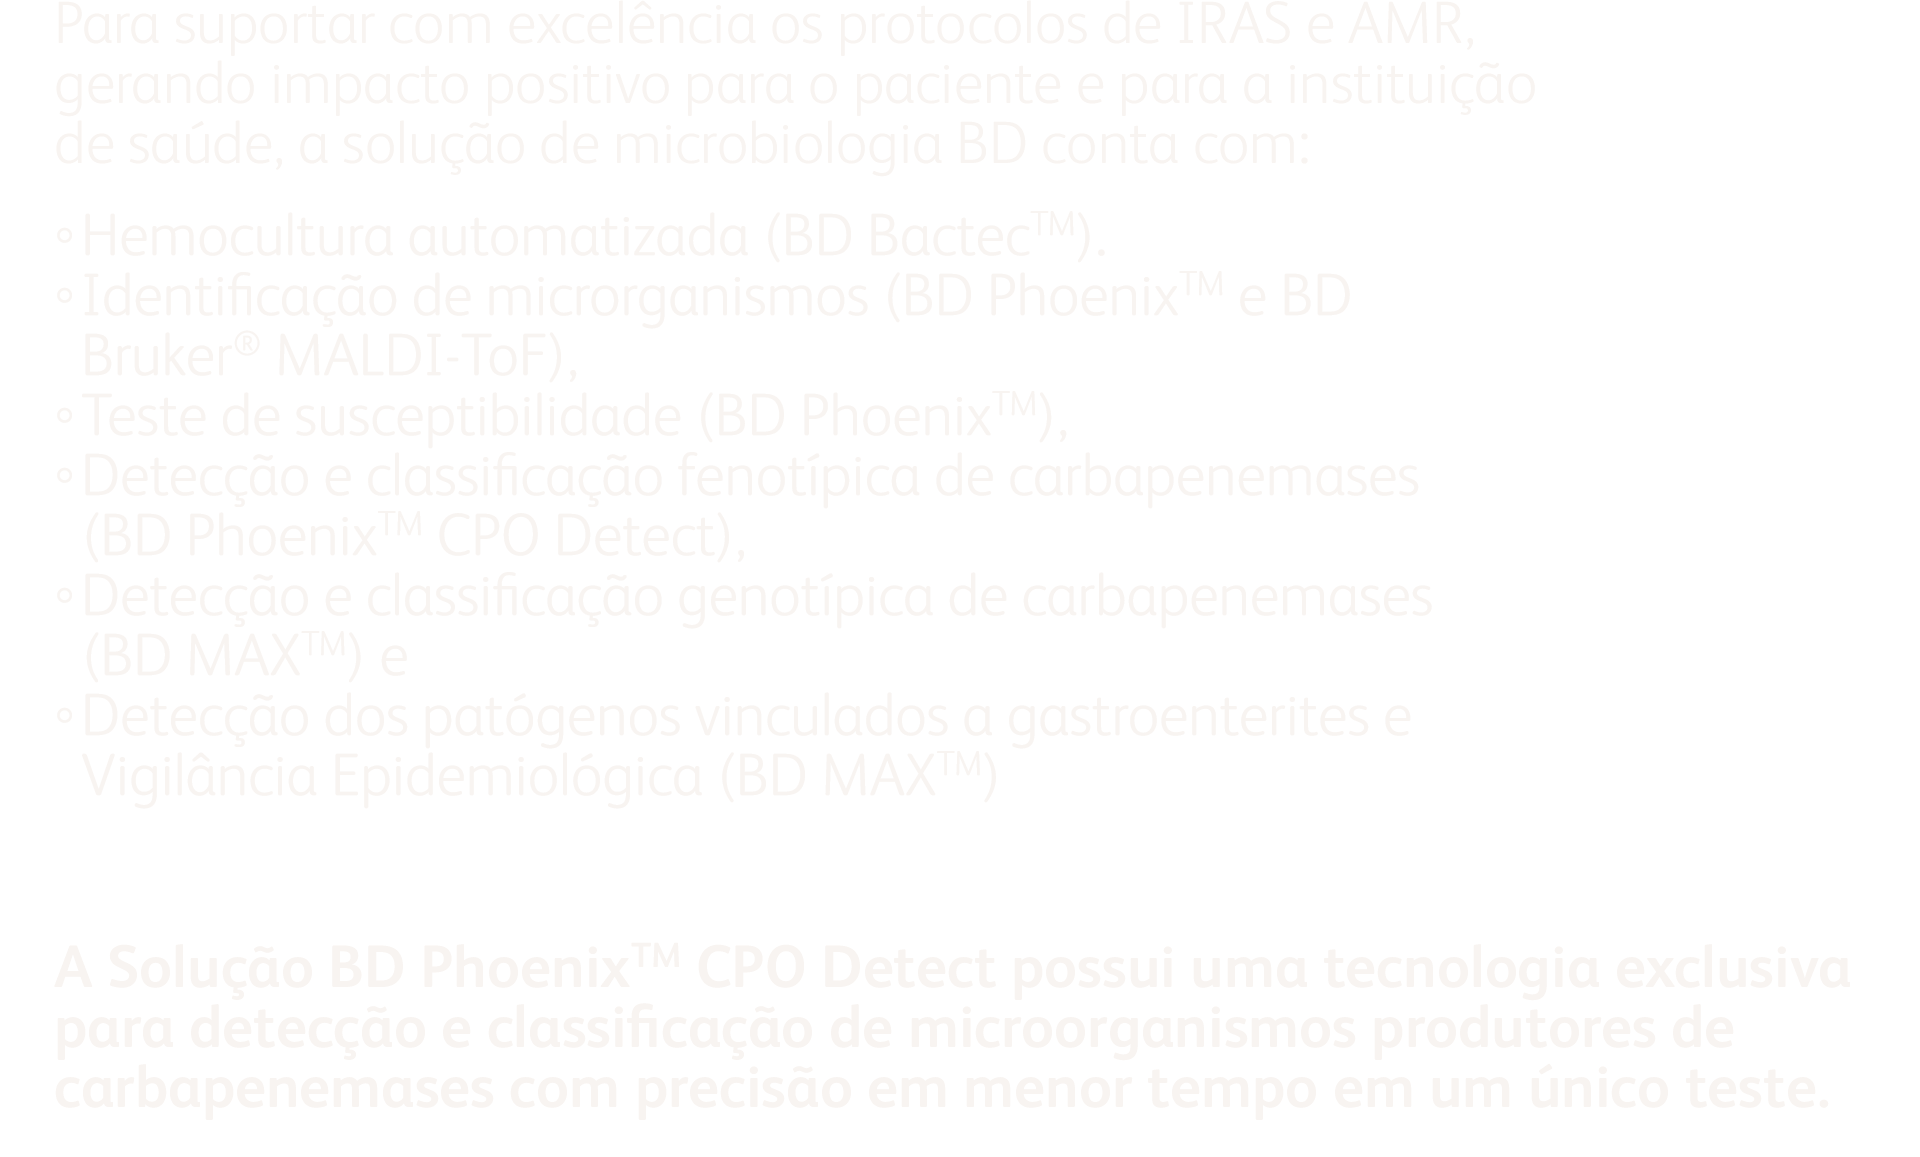 Para suportar com excelência os protocolos de IRAS e AMR,
gerando impacto positivo para o paciente e para a instituição
de saúde, a solução de microbiologia BD conta com:
◦ Hemocultura automatizada (BD Bactec™).
◦ Identificação de microrganismos (BD Phoenix™ e BD
Bruker® MALDI-ToF),
◦ Teste de susceptibilidade (BD Phoenix™),
◦ Detecção e classificação fenotípica de carbapenemases
(BD Phoenix™ CPO Detect),
◦ Detecção e classificação genotípica de carbapenemases
(BD MAX™) e
◦ Detecção dos patógenos vinculados a gastroenterites e
Vigilância Epidemiológica (BD MAX™)
A Solução BD Phoenix™ CPO Detect possui uma tecnologia exclusiva
para detecção e classificação de microorganismos produtores de
carbapenemases com precisão em menor tempo em um único teste.